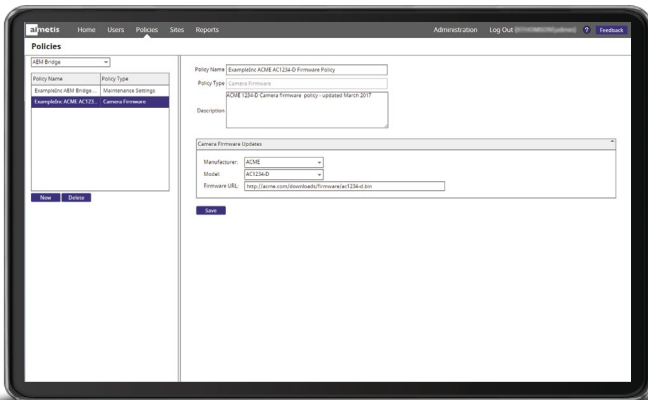 aimetis Home Users Policies Sites Reports Administration Log Out ? Feedback
Policies
AEM Bridge
Policy Name Policy Type
ExampleInc AEM Bridge... Maintenance Settings
ExampleInc ACME AC123... Camera Firmware
New Delete
Policy Name ExampleInc ACME AC1234-D Firmware Policy
Policy Type Camera Firmware
Description ACME 1234-D Camera firmware policy - updated March 2017
Camera Firmware Updates
Manufacturer: ACME
Model: AC1234-D
Firmware URL: http://acme.com/downloads/firmware/ac1234-d.bin
Save